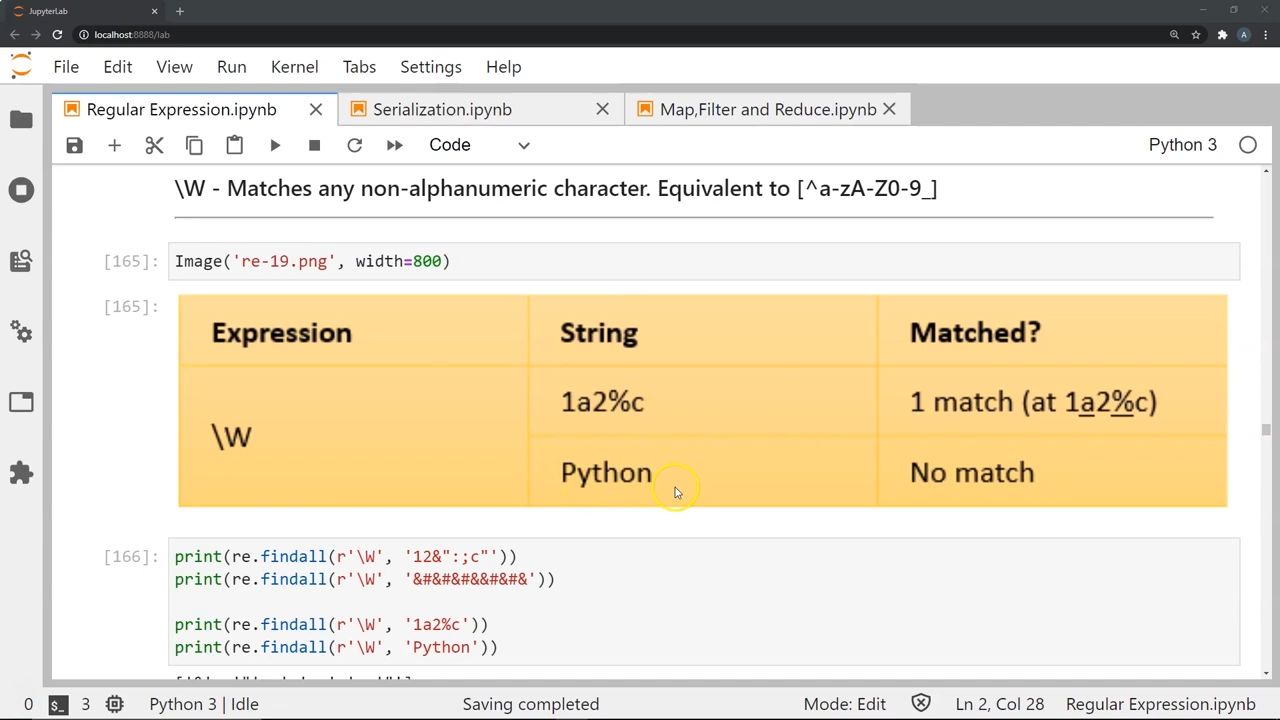 JupyterLab
localhost:8888/lab
A
File Edit View Run Kernel Tabs Settings Help
Regular Expression.ipynb Serialization.ipynb Map,Filter and Reduce.ipynb
Code Python 3
\W - Matches any non-alphanumeric character. Equivalent to [^a-zA-Z0-9_]
[165]: Image('re-19.png', width=800)
[165]:
Expression String Matched?
\W
1a2%c 1 match (at 1a2%c)
Python No match
[166]: print(re.findall(r'\W', '12&":;c"'))
print(re.findall(r'\W', '&#&#&#&&#&#&'))
print(re.findall(r'\W', '1a2%c'))
print(re.findall(r'\W', 'Python'))
0 $_ 3 Python 3 | Idle Saving completed Mode: Edit Ln 2, Col 28 Regular Expression.ipynb